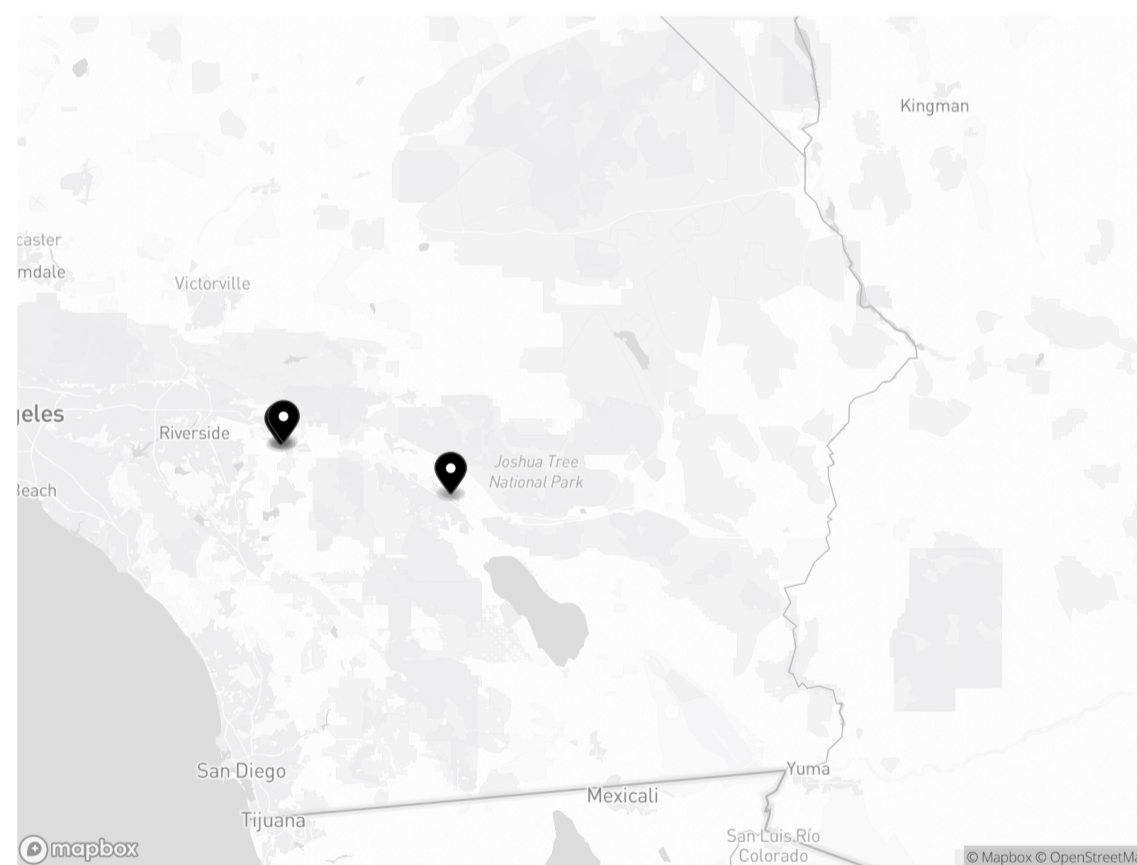 Kingman
caster
mdale
Victorville
geles
Riverside
Joshua Tree
National Park
Beach
San Diego
Yuma
Mexicali
Tijuana
San Luis Río
Colorado
mapbox
© Mapbox © OpenStreetMa